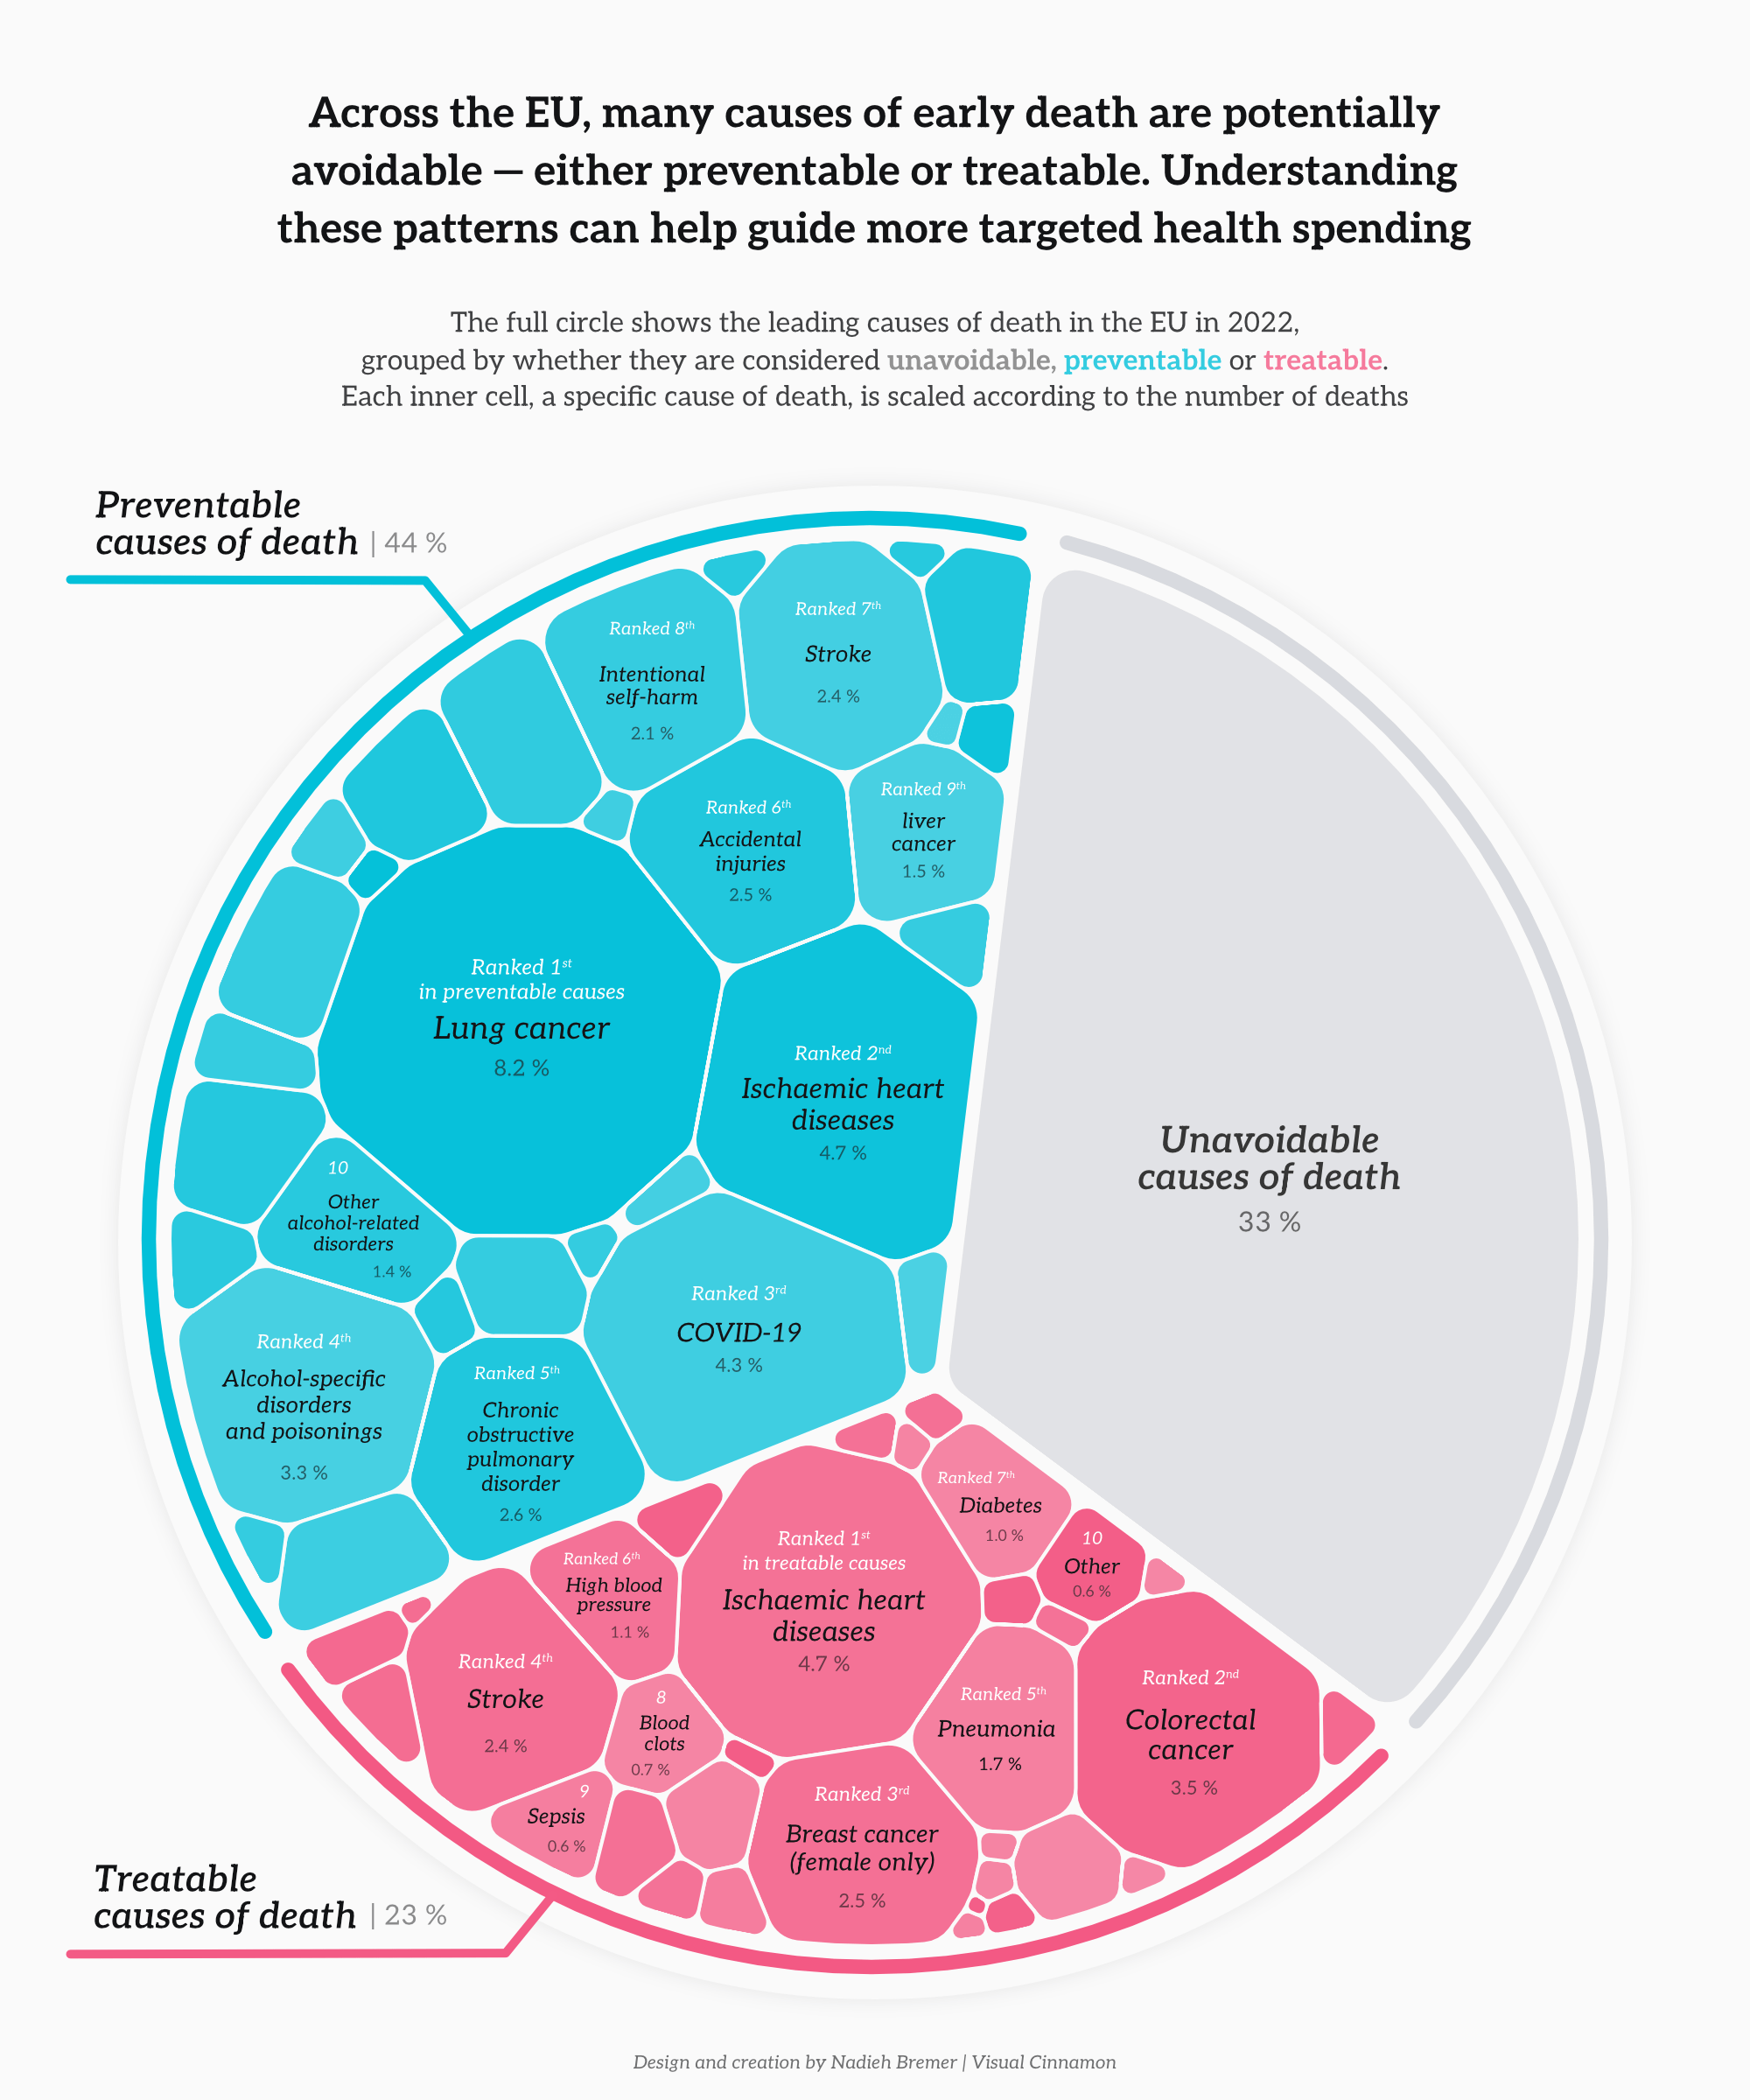 Across the EU, many causes of early death are potentially
avoidable — either preventable or treatable. Understanding
these patterns can help guide more targeted health spending
The full circle shows the leading causes of death in the EU in 2022,
grouped by whether they are considered unavoidable, preventable or treatable.
Each inner cell, a specific cause of death, is scaled according to the number of deaths
Preventable
causes of death | 44 %
Ranked 7th
Stroke
2.4 %
Ranked 8th
Intentional
self-harm
2.1 %
Ranked 9th
liver
cancer
1.5 %
Ranked 6th
Accidental
injuries
2.5 %
Ranked 1st
in preventable causes
Lung cancer
8.2 %
Ranked 2nd
Ischaemic heart
diseases
4.7 %
10
Other
alcohol-related
disorders
1.4 %
Ranked 3rd
COVID-19
4.3 %
Ranked 4th
Alcohol-specific
disorders
and poisonings
3.3 %
Ranked 5th
Chronic
obstructive
pulmonary
disorder
2.6 %
Unavoidable
causes of death
33 %
Ranked 7th
Diabetes
1.0 %
Ranked 1st
in treatable causes
Ischaemic heart
diseases
4.7 %
10
Other
0.6 %
Ranked 6th
High blood
pressure
1.1 %
Ranked 4th
Stroke
2.4 %
8
Blood
clots
0.7 %
Ranked 5th
Pneumonia
1.7 %
Ranked 2nd
Colorectal
cancer
3.5 %
9
Sepsis
0.6 %
Ranked 3rd
Breast cancer
(female only)
2.5 %
Treatable
causes of death | 23 %
Design and creation by Nadieh Bremer | Visual Cinnamon